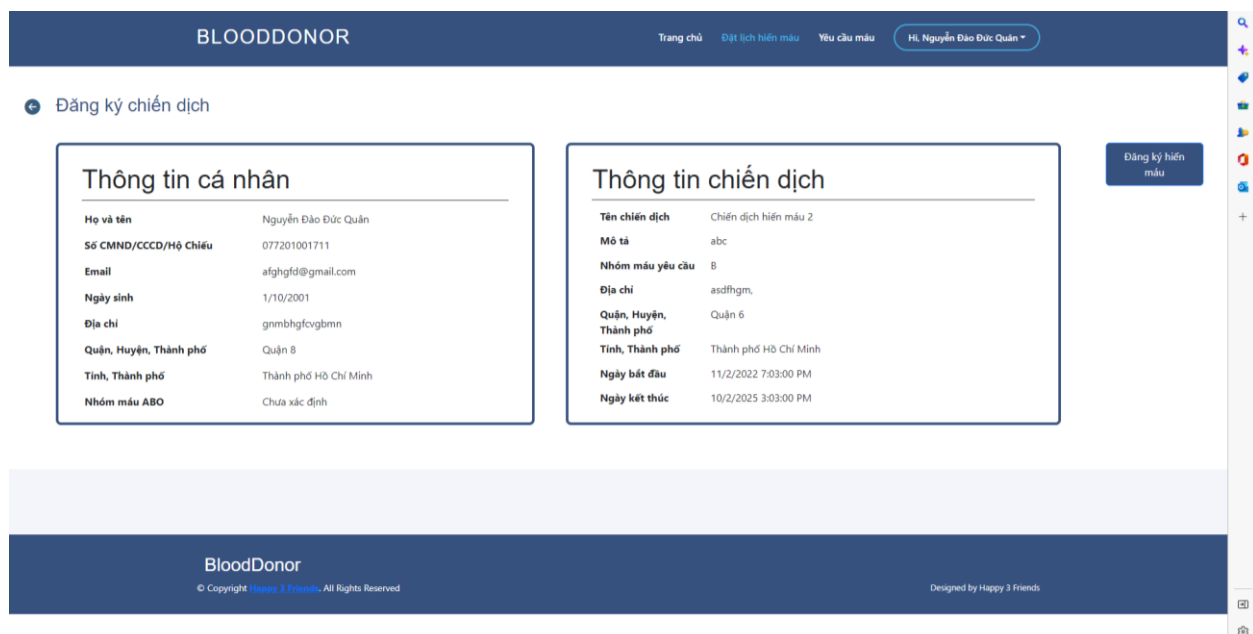 BLOODDONOR
Trang chủ Đặt lịch hiến máu Yêu cầu máu Hi, Nguyễn Đào Đức Quân
Đăng ký chiến dịch
Thông tin cá nhân
Họ và tên Nguyễn Đào Đức Quân
Số CMND/CCCD/Hộ Chiếu 077201001711
Email afghgfd@gmail.com
Ngày sinh 1/10/2001
Địa chỉ gnmbhgfcvgbmn
Quận, Huyện, Thành phố Quận 8
Tỉnh, Thành phố Thành phố Hồ Chí Minh
Nhóm máu ABO Chưa xác định
Thông tin chiến dịch
Tên chiến dịch Chiến dịch hiến máu 2
Mô tả abc
Nhóm máu yêu cầu B
Địa chỉ asdfhgm,
Quận, Huyện, Quận 6
Thành phố
Tỉnh, Thành phố Thành phố Hồ Chí Minh
Ngày bắt đầu 11/2/2022 7:03:00 PM
Ngày kết thúc 10/2/2025 3:03:00 PM
Đăng ký hiến
máu
BloodDonor
© Copyright Happy 3 Friends. All Rights Reserved
Designed by Happy 3 Friends